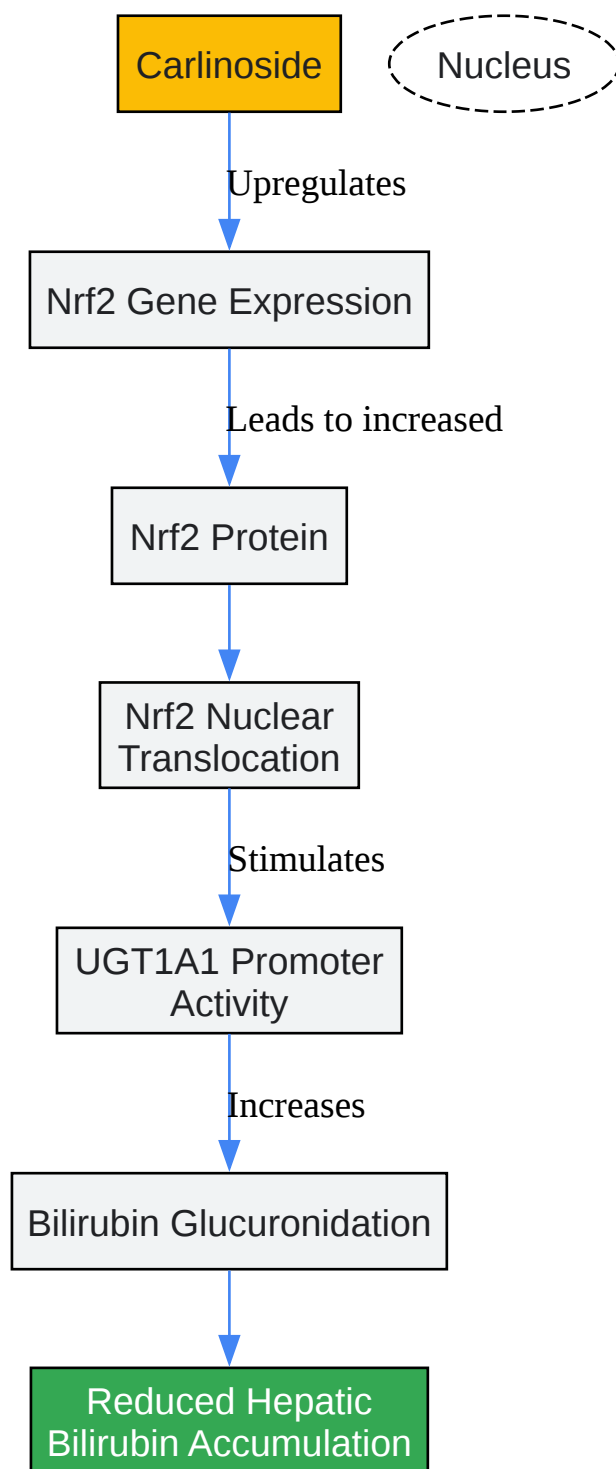 Carlinoside
Nucleus
Upregulates
Nrf2 Gene Expression
Leads to increased
Nrf2 Protein
Nrf2 Nuclear
Translocation
Stimulates
UGT1A1 Promoter
Activity
Increases
Bilirubin Glucuronidation
Reduced Hepatic
Bilirubin Accumulation